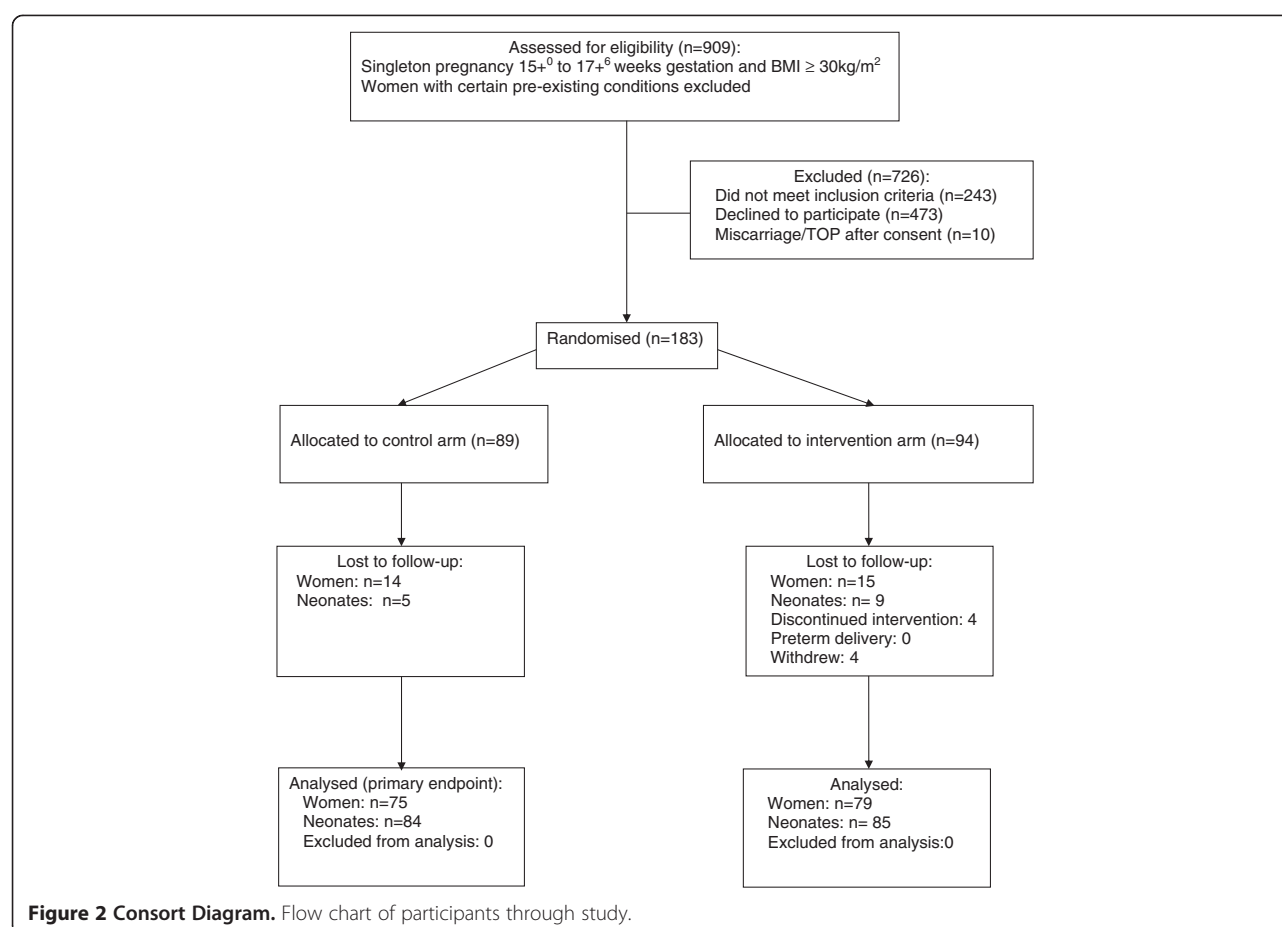 Assessed for eligibility (n=909):
Singleton pregnancy 15+⁰ to 17+⁶ weeks gestation and BMI ≥ 30kg/m²
Women with certain pre-existing conditions excluded
Excluded (n=726):
Did not meet inclusion criteria (n=243)
Declined to participate (n=473)
Miscarriage/TOP after consent (n=10)
Randomised (n=183)
Allocated to control arm (n=89)
Allocated to intervention arm (n=94)
Lost to follow-up:
Women: n=14
Neonates: n=5
Lost to follow-up:
Women: n=15
Neonates: n= 9
Discontinued intervention: 4
Preterm delivery: 0
Withdrew: 4
Analysed (primary endpoint):
Women: n=75
Neonates: n=84
Excluded from analysis: 0
Analysed:
Women: n=79
Neonates: n= 85
Excluded from analysis:0
Figure 2 Consort Diagram. Flow chart of participants through study.